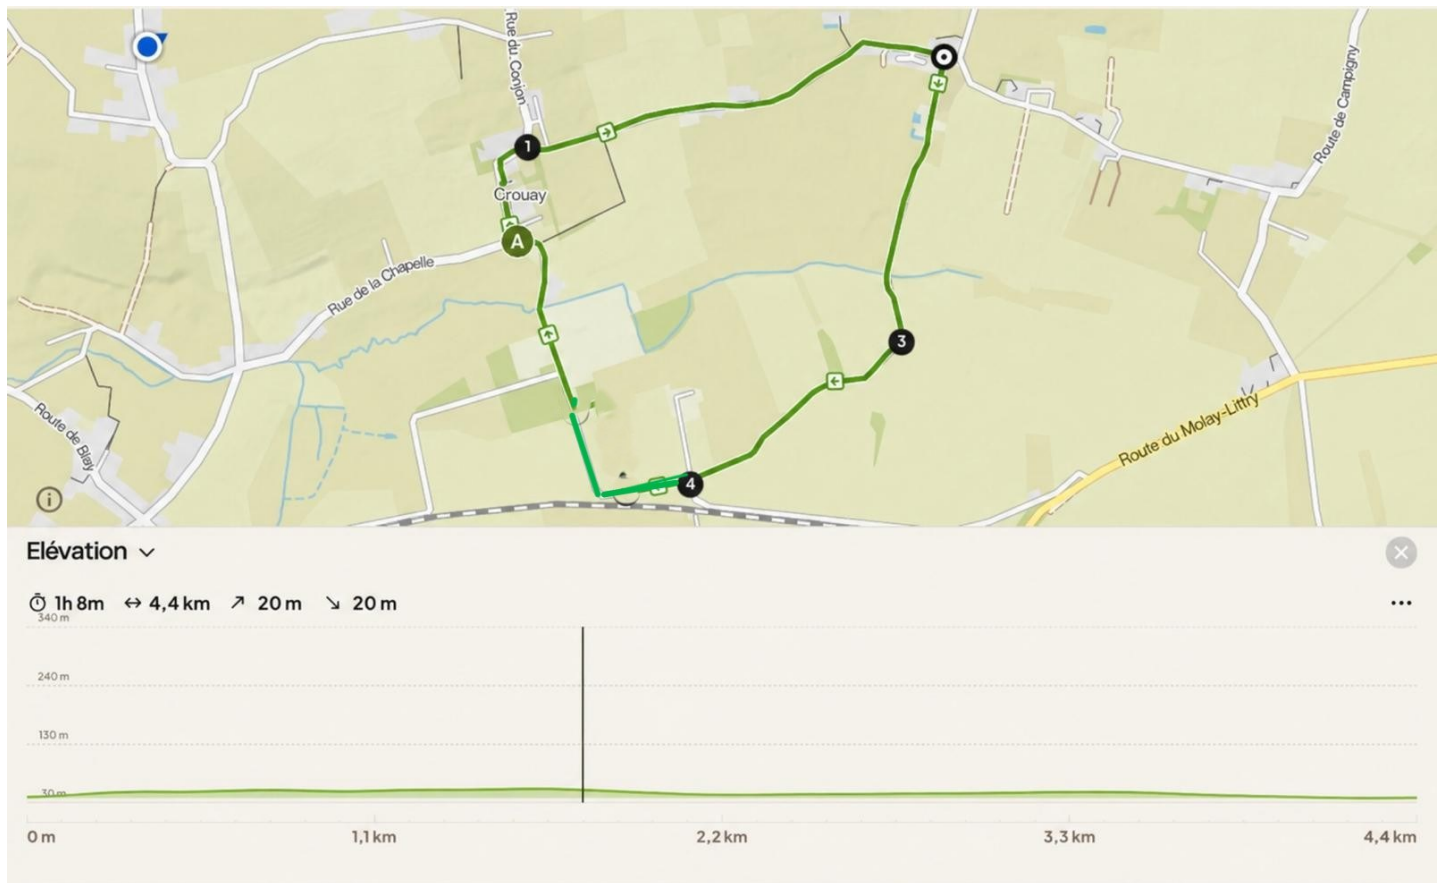 Rue du Conjon
Route de Campigny
1
Crouay
A
Rue de la Chapelle
3
Route de Blay
Route du Molay-Littry
4
i
Elévation
1h 8m 4,4 km 20 m 20 m
340 m
240 m
130 m
30 m
0 m 1,1 km 2,2 km 3,3 km 4,4 km